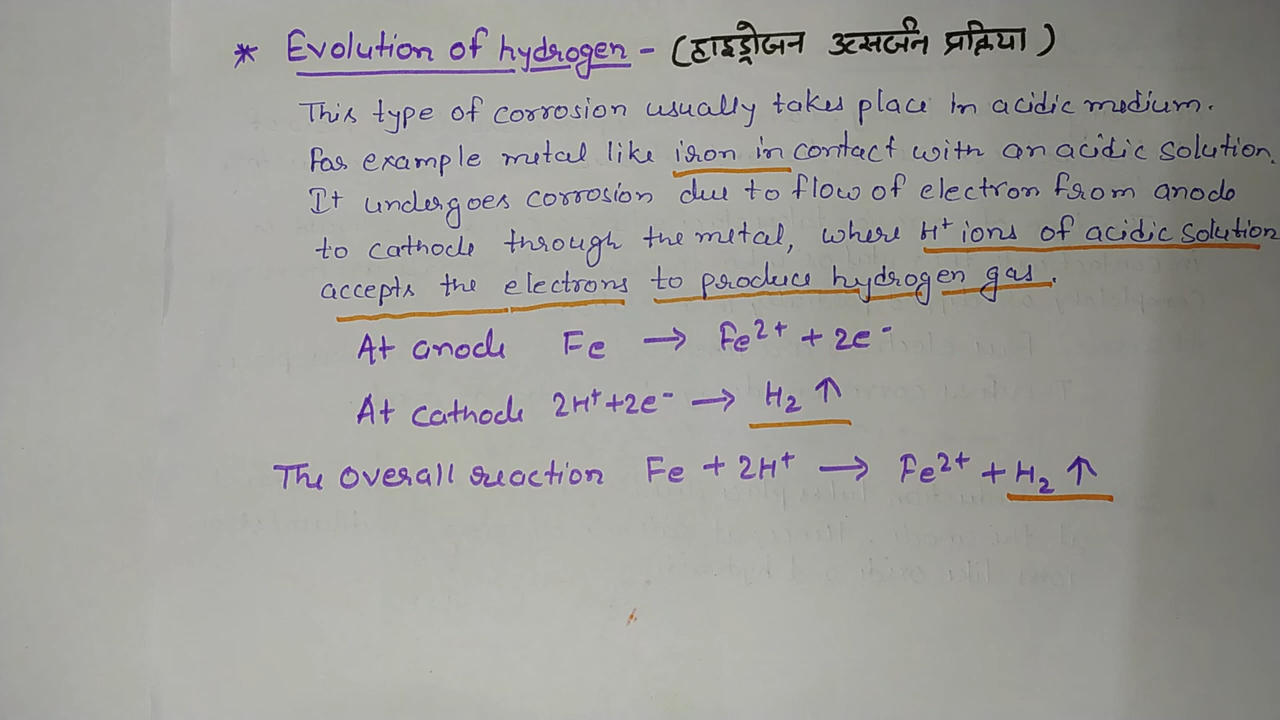 * Evolution of hydrogen - (हाइड्रोजन उत्सर्जन प्रक्रिया)
This type of corrosion usually takes place in acidic medium.
For example metal like iron in contact with an acidic solution.
It undergoes corrosion due to flow of electron from anode
to cathode through the metal, where H⁺ ions of acidic solution
accepts the electrons to produce hydrogen gas.
At anode Fe → Fe²⁺ + 2e⁻
At cathode 2H⁺+2e⁻ → H₂ ↑
The overall reaction Fe + 2H⁺ → Fe²⁺ + H₂ ↑